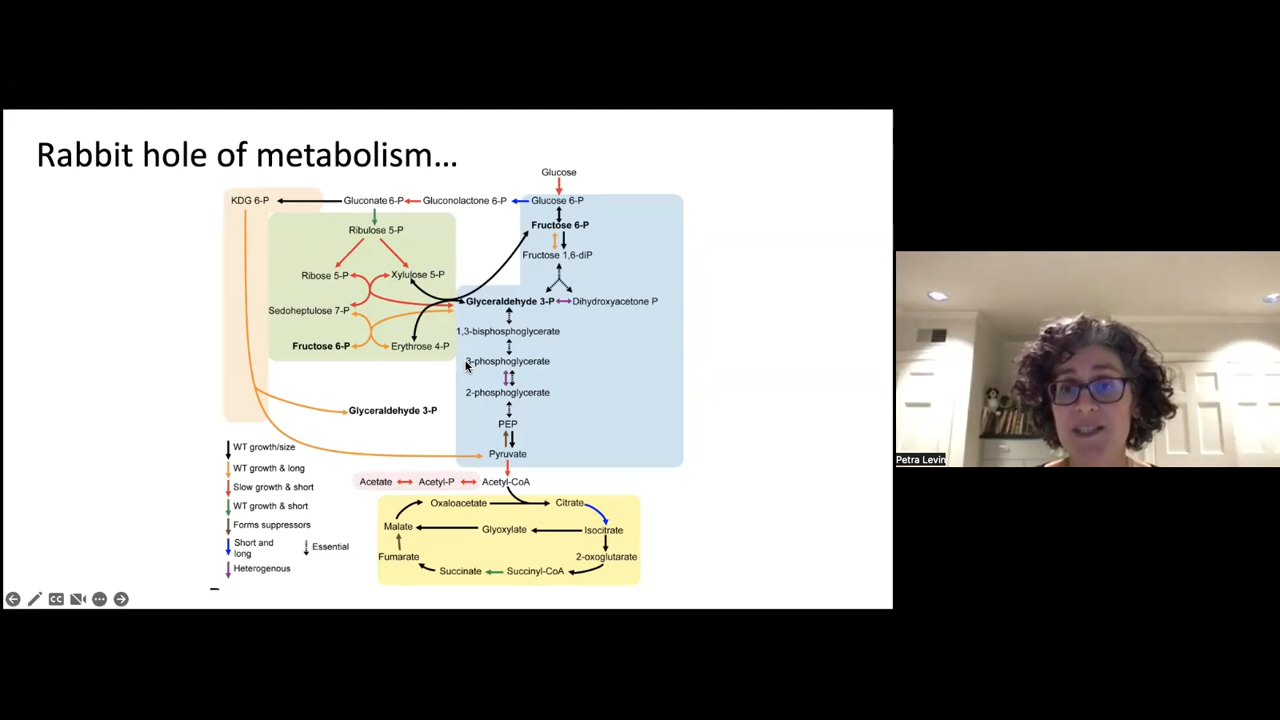 Rabbit hole of metabolism...
Glucose
KDG 6-P
Gluconate 6-P
Gluconolactone 6-P
Glucose 6-P
Fructose 6-P
Ribulose 5-P
Fructose 1,6-diP
Ribose 5-P
Xylulose 5-P
Glyceraldehyde 3-P
Dihydroxyacetone P
Sedoheptulose 7-P
1,3-bisphosphoglycerate
Fructose 6-P
Erythrose 4-P
3-phosphoglycerate
2-phosphoglycerate
Glyceraldehyde 3-P
PEP
Pyruvate
Acetate
Acetyl-P
Acetyl-CoA
Oxaloacetate
Citrate
Malate
Glyoxylate
Isocitrate
Fumarate
2-oxoglutarate
Succinate
Succinyl-CoA
WT growth/size
WT growth & long
Slow growth & short
WT growth & short
Forms suppressors
Short and
long
Essential
Heterogenous
CC
Petra Levin